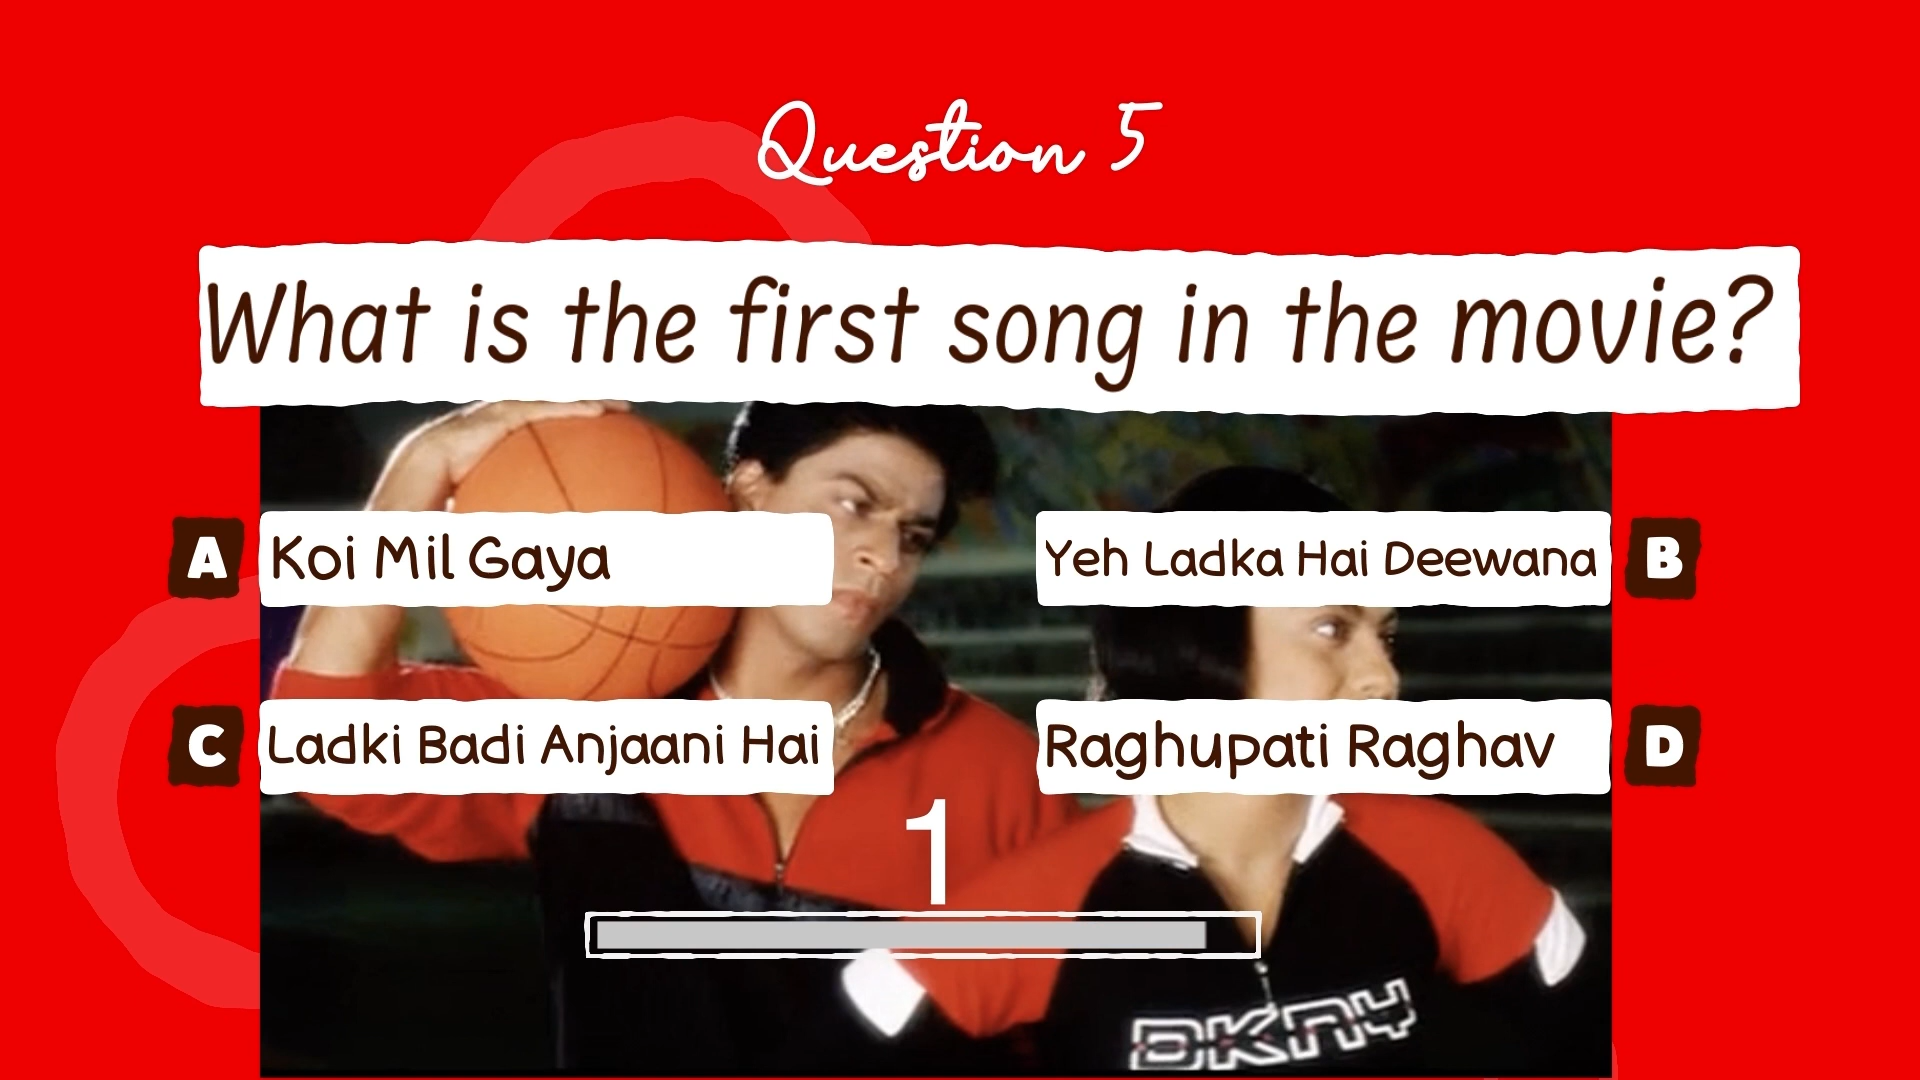 Question 5
What is the first song in the movie?
A Koi Mil Gaya
Yeh Ladka Hai Deewana B
C Ladki Badi Anjaani Hai
Raghupati Raghav D
1
DKNY